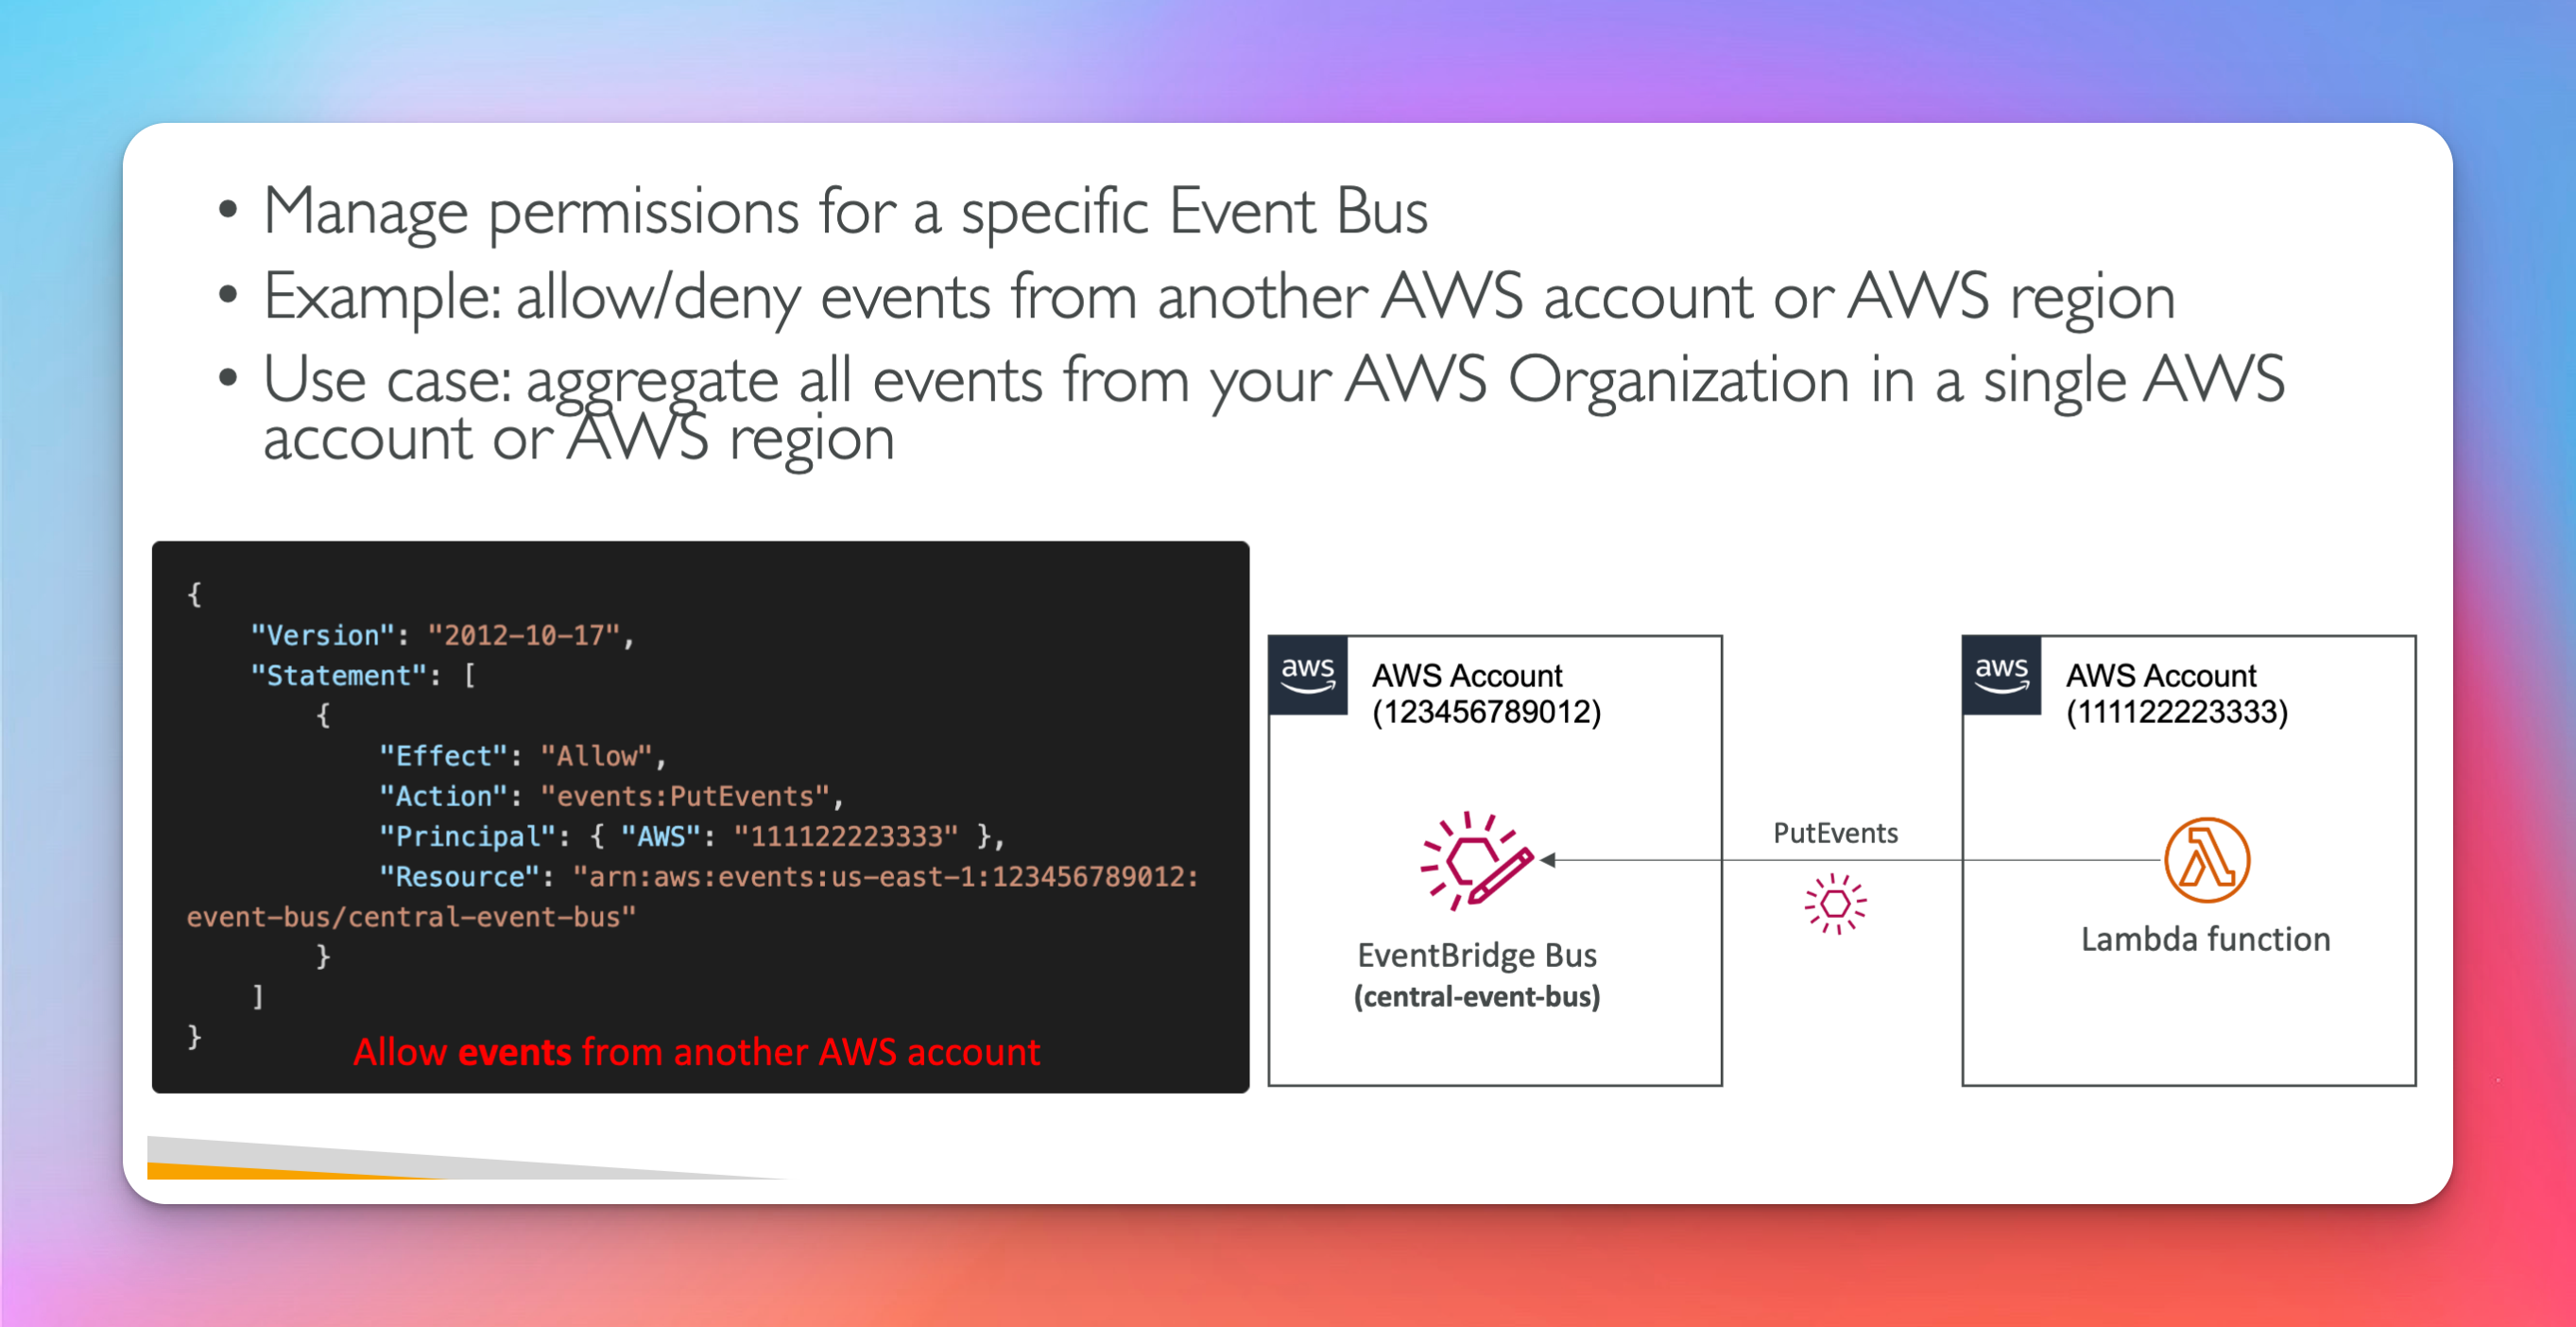 • Manage permissions for a specific Event Bus
• Example: allow/deny events from another AWS account or AWS region
• Use case: aggregate all events from your AWS Organization in a single AWS
account or AWS region
{
    "Version": "2012-10-17",
    "Statement": [
        {
            "Effect": "Allow",
            "Action": "events:PutEvents",
            "Principal": { "AWS": "111122223333" },
            "Resource": "arn:aws:events:us-east-1:123456789012:
event-bus/central-event-bus"
        }
    ]
}
Allow events from another AWS account
aws
AWS Account
(123456789012)
EventBridge Bus
(central-event-bus)
PutEvents
aws
AWS Account
(111122223333)
Lambda function